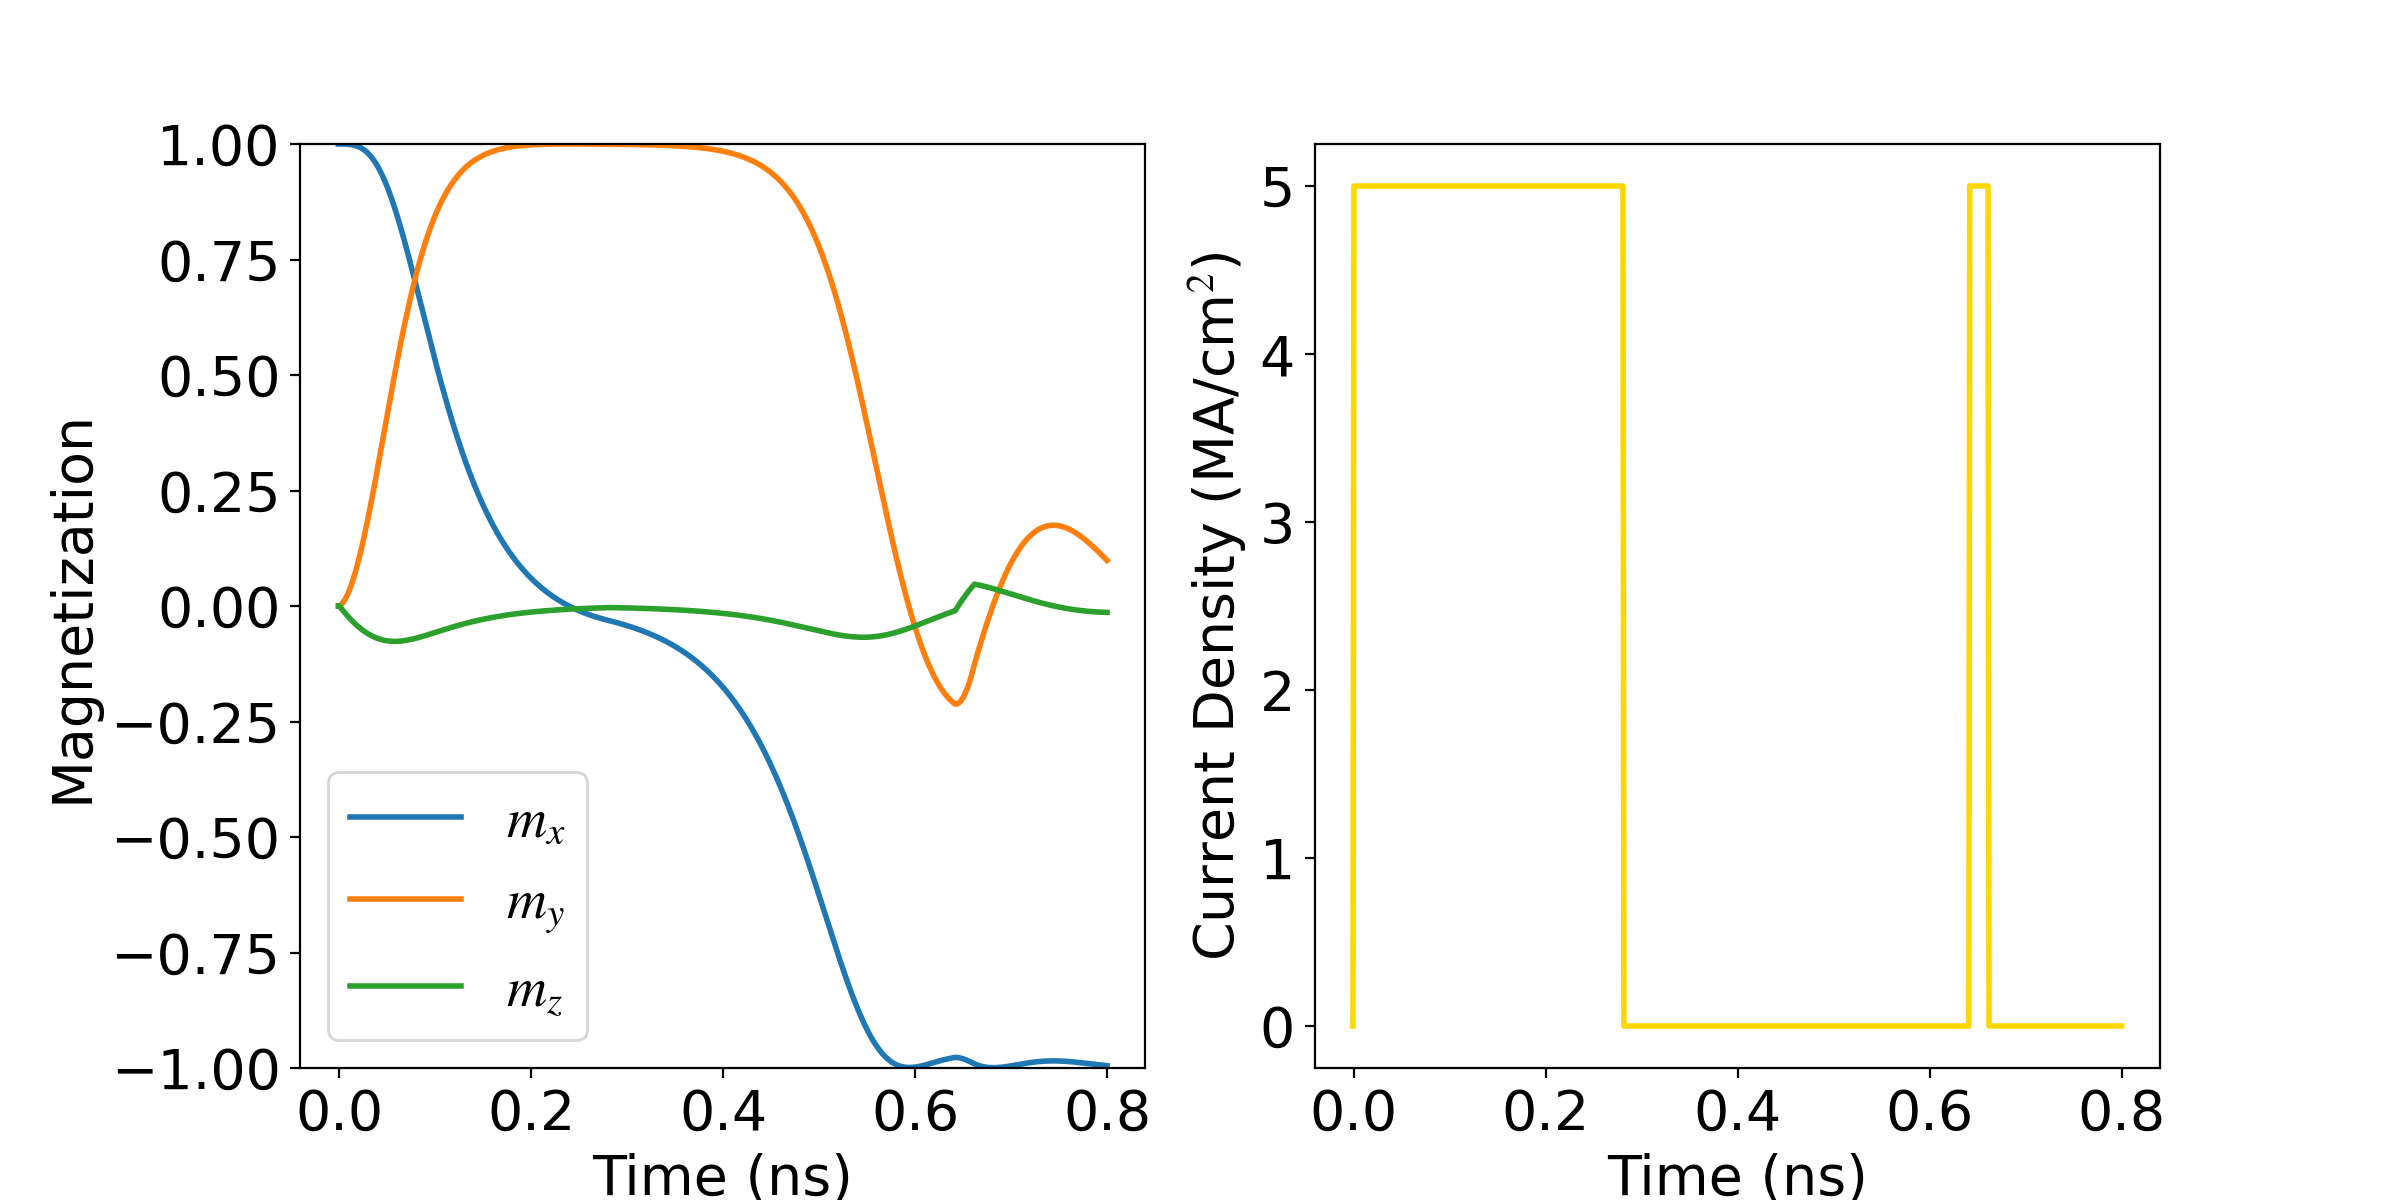 Magnetization
1.00
0.75
0.50
0.25
0.00
−0.25
−0.50
−0.75
−1.00
m_x
m_y
m_z
0.0 0.2 0.4 0.6 0.8
Time (ns)
Current Density (MA/cm²)
5
4
3
2
1
0
0.0 0.2 0.4 0.6 0.8
Time (ns)